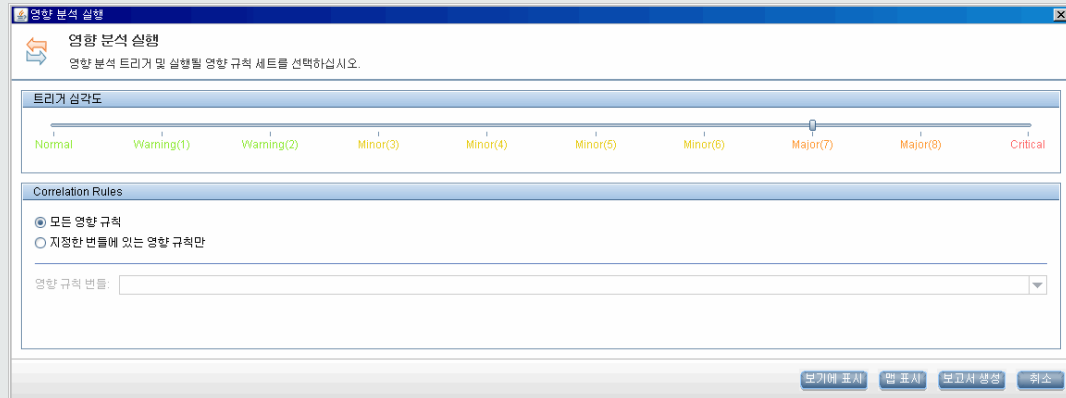 영향 분석 실행
영향 분석 실행
영향 분석 트리거 및 실행될 영향 규칙 세트를 선택하십시오.
트리거 심각도
Normal Warning(1) Warning(2) Minor(3) Minor(4) Minor(5) Minor(6) Major(7) Major(8) Critical
Correlation Rules
모든 영향 규칙
지정한 번들에 있는 영향 규칙만
영향 규칙 번들:
보기에 표시 맵 표시 보고서 생성 취소